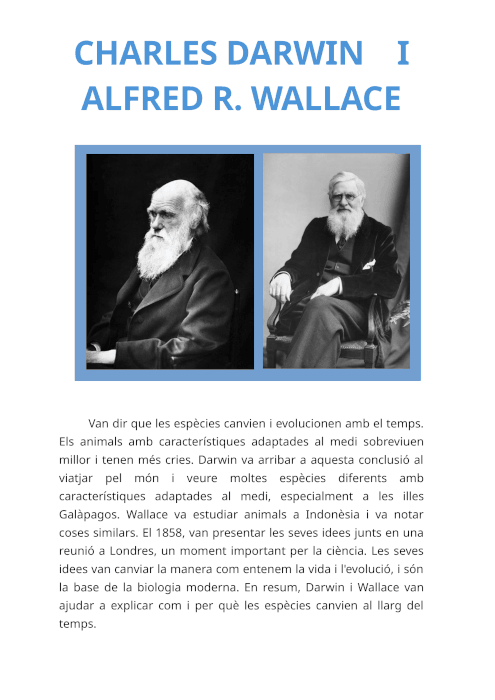 CHARLES DARWIN I
ALFRED R. WALLACE
Van dir que les espècies canvien i evolucionen amb el temps.
Els animals amb característiques adaptades al medi sobreviuen
millor i tenen més cries. Darwin va arribar a aquesta conclusió al
viatjar pel món i veure moltes espècies diferents amb
característiques adaptades al medi, especialment a les illes
Galàpagos. Wallace va estudiar animals a Indonèsia i va notar
coses similars. El 1858, van presentar les seves idees junts en una
reunió a Londres, un moment important per la ciència. Les seves
idees van canviar la manera com entenem la vida i l'evolució, i són
la base de la biologia moderna. En resum, Darwin i Wallace van
ajudar a explicar com i per què les espècies canvien al llarg del
temps.